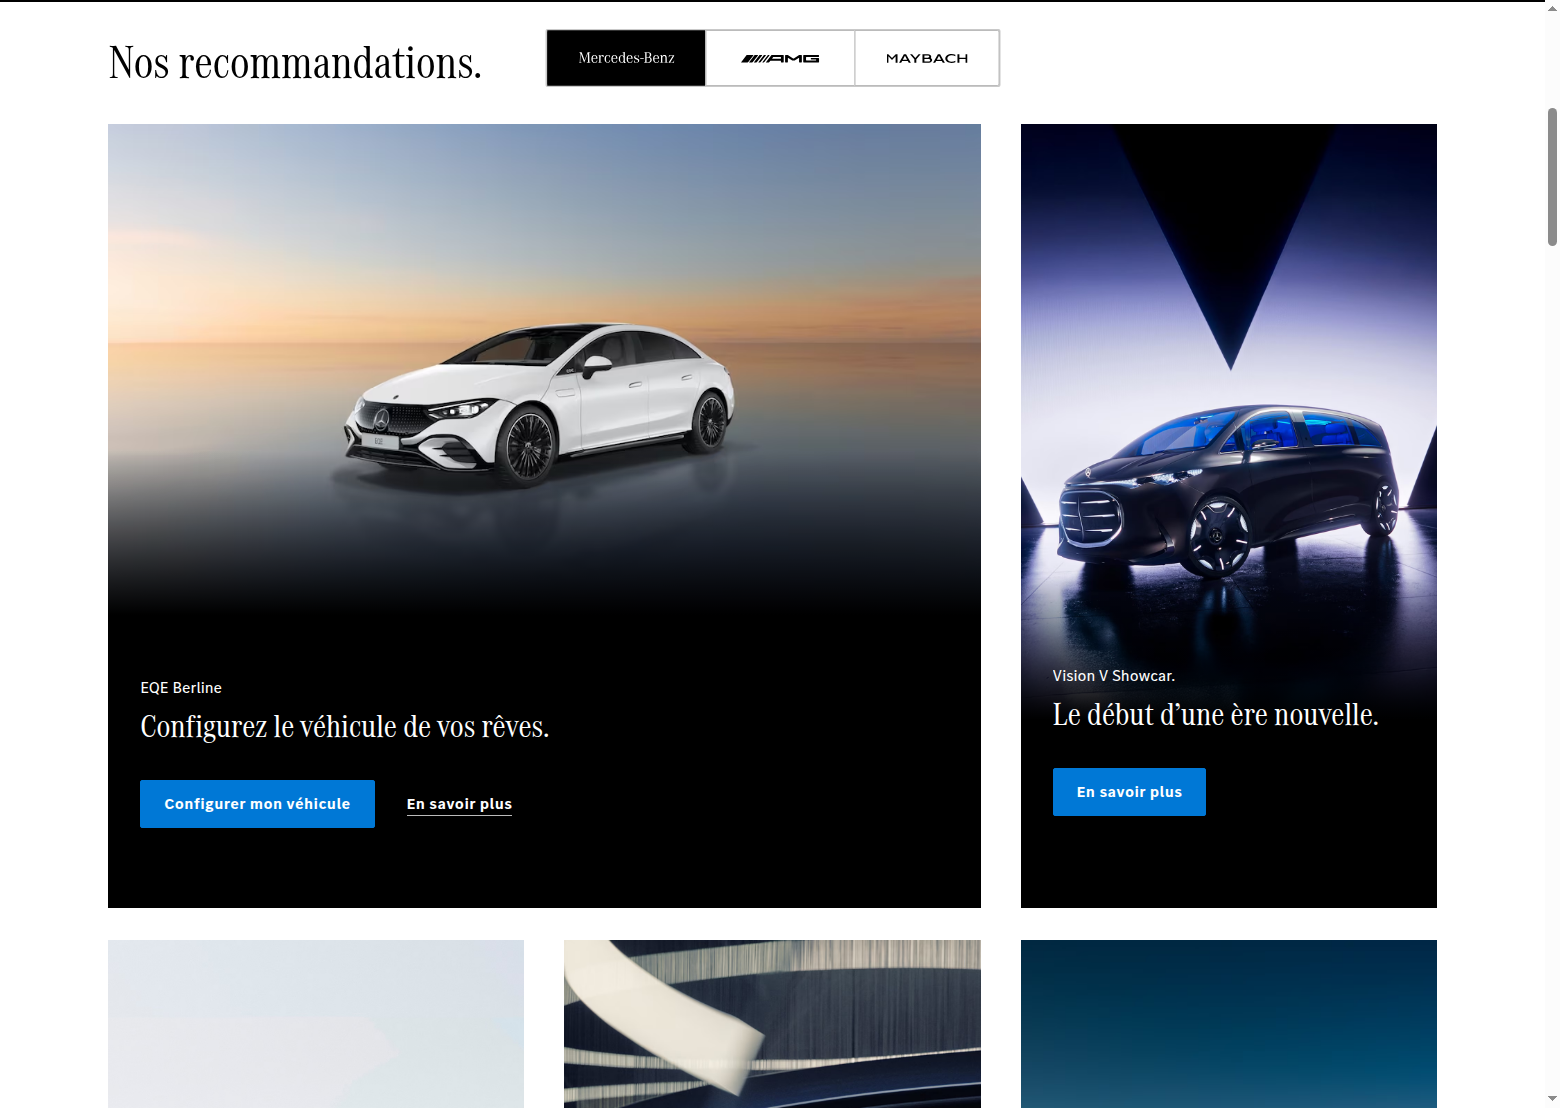 Nos recommandations.
Mercedes-Benz
AMG
MAYBACH
EQE
EQE Berline
Configurez le véhicule de vos rêves.
Configurer mon véhicule
En savoir plus
Vision V Showcar.
Le début d’une ère nouvelle.
En savoir plus